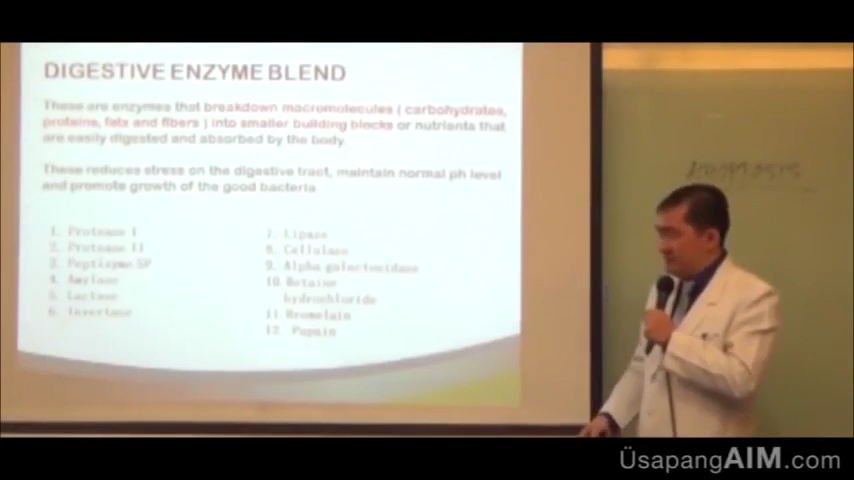 DIGESTIVE ENZYME BLEND
These are enzymes that breakdown macromolecules ( carbohydrates,
proteins, fats and fibers ) into smaller building blocks or nutrients that
are easily digested and absorbed by the body.
These reduces stress on the digestive tract, maintain normal ph level
and promote growth of the good bacteria
1. Protease I
2. Protease II
3. Peptizyme SP
4. Amylase
5. Lactase
6. Invertase
7. Lipase
8. Cellulase
9. Alpha galactosidase
10. Betaine
hydrochloride
11. Bromelain
12. Papain
ÜsapangAIM.com